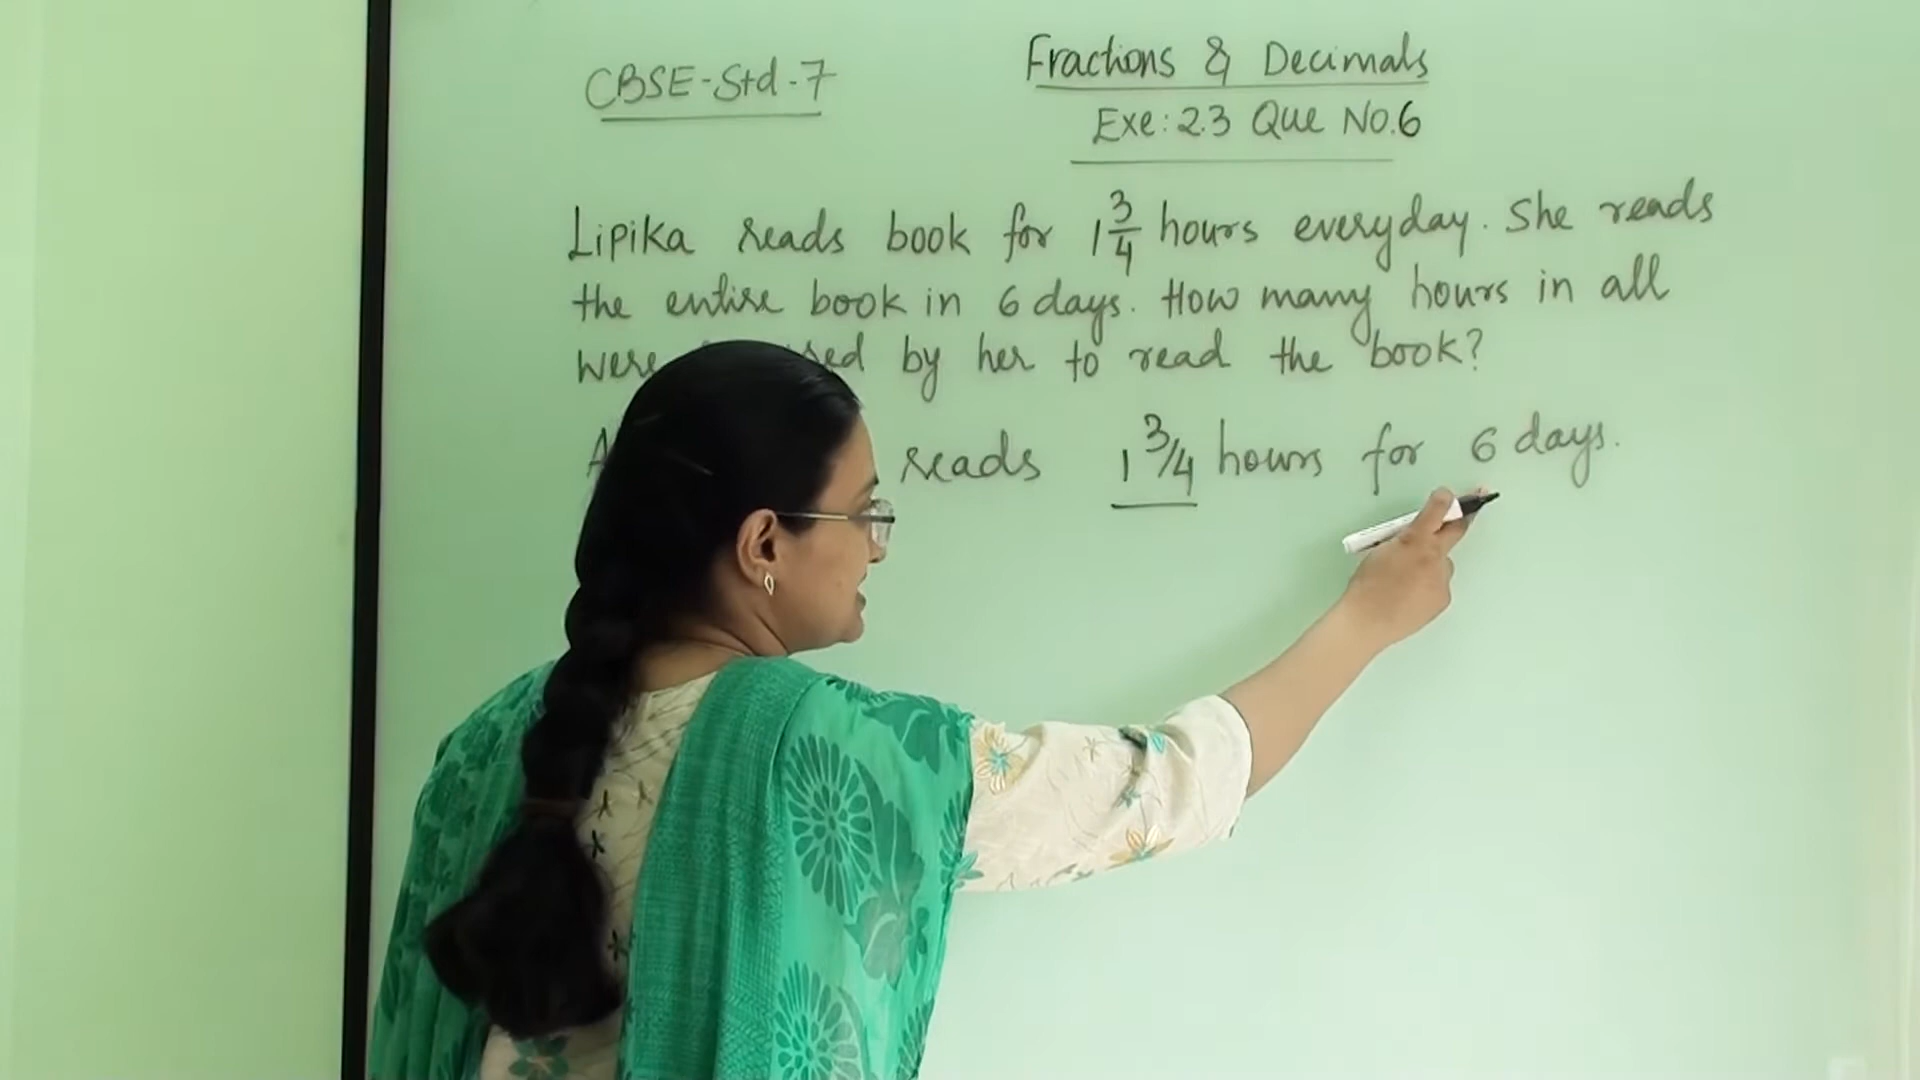 CBSE-Std.7
Fractions & Decimals
Exe: 2.3 Que No.6
Lipika reads book for 1 3/4 hours everyday. She reads
the entire book in 6 days. How many hours in all
were by her to read the book?
reads 1 3/4 hours for 6 days.